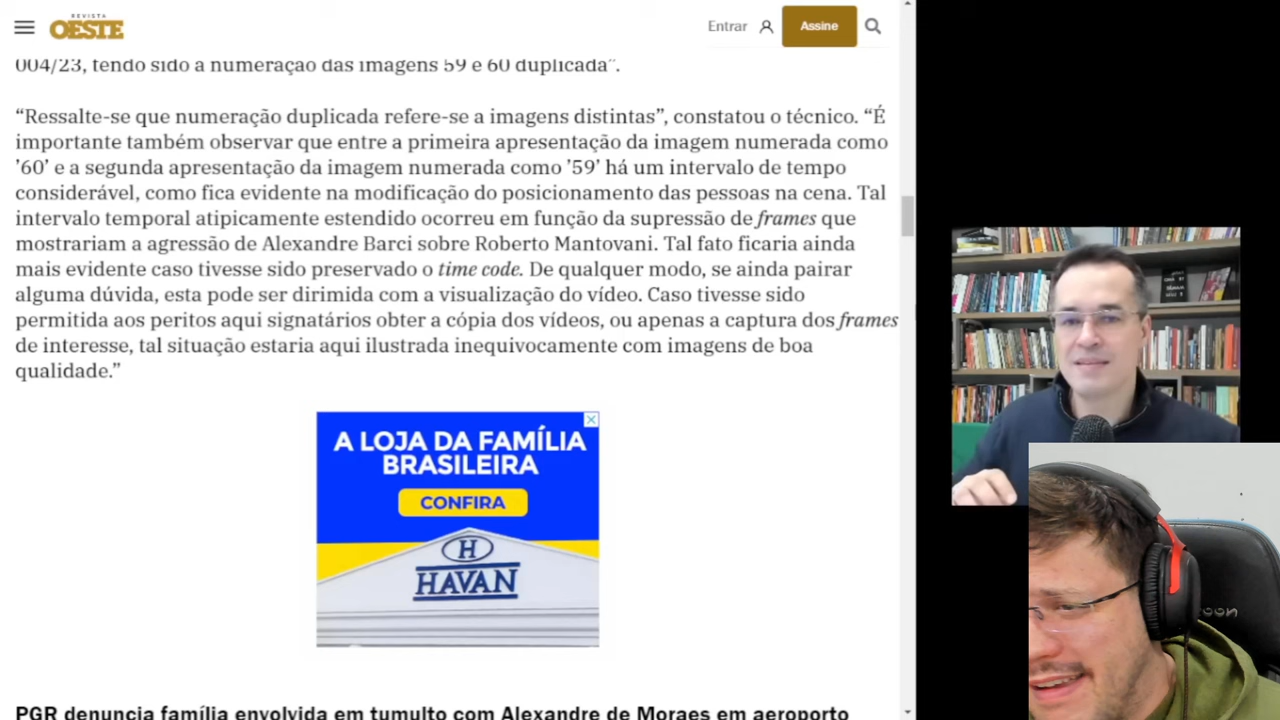 REVISTA
OESTE
Entrar
Assine
004/23, tendo sido a numeração das imagens 59 e 60 duplicada”.
“Ressalte-se que numeração duplicada refere-se a imagens distintas”, constatou o técnico. “É
importante também observar que entre a primeira apresentação da imagem numerada como
’60’ e a segunda apresentação da imagem numerada como ’59’ há um intervalo de tempo
considerável, como fica evidente na modificação do posicionamento das pessoas na cena. Tal
intervalo temporal atipicamente estendido ocorreu em função da supressão de frames que
mostrariam a agressão de Alexandre Barci sobre Roberto Mantovani. Tal fato ficaria ainda
mais evidente caso tivesse sido preservado o time code. De qualquer modo, se ainda pairar
alguma dúvida, esta pode ser dirimida com a visualização do vídeo. Caso tivesse sido
permitida aos peritos aqui signatários obter a cópia dos vídeos, ou apenas a captura dos frames
de interesse, tal situação estaria aqui ilustrada inequivocamente com imagens de boa
qualidade.”
A LOJA DA FAMÍLIA
BRASILEIRA
CONFIRA
H
HAVAN
PGR denuncia família envolvida em tumulto com Alexandre de Moraes em aeroporto